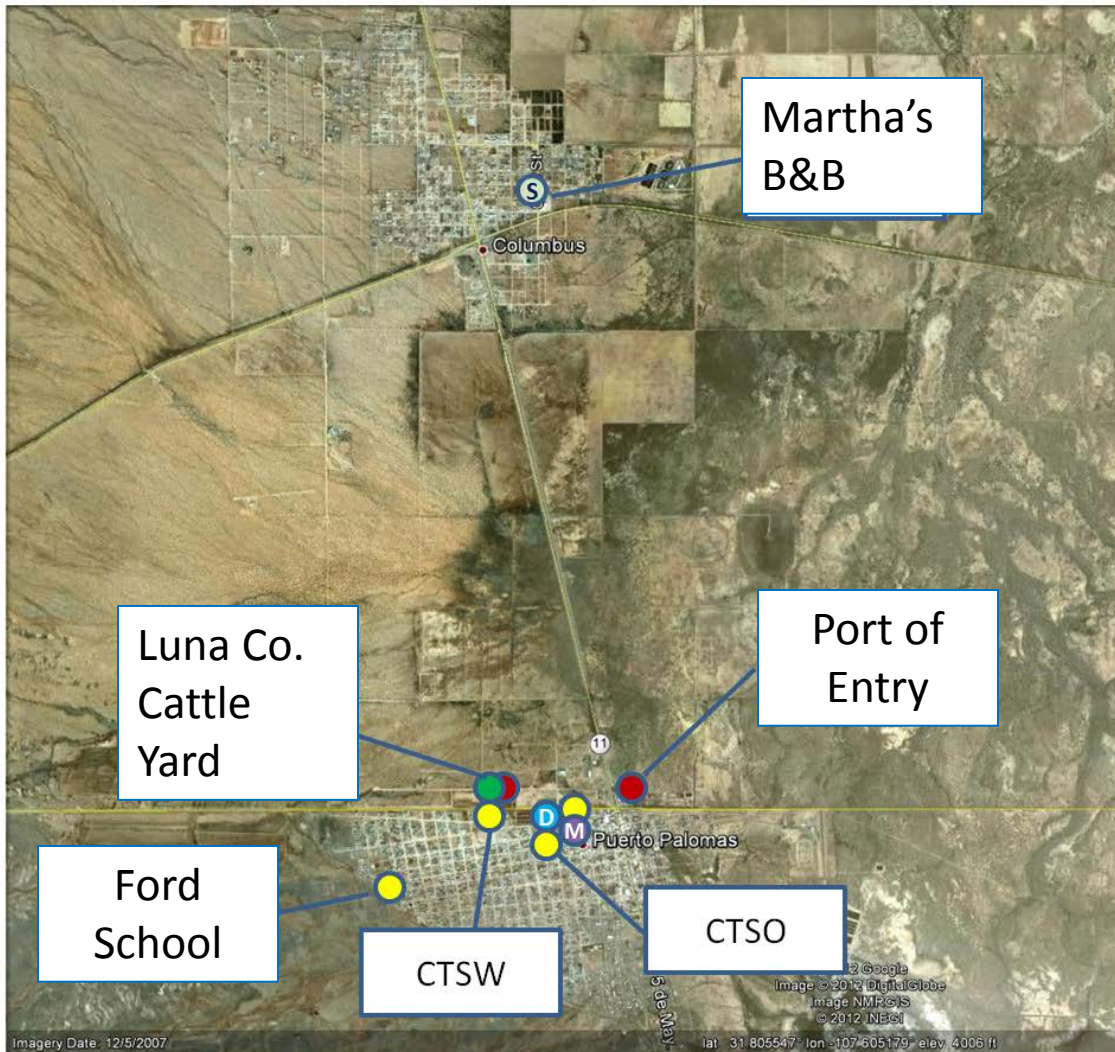 Martha's
B&B
St
S
Columbus
Luna Co.
Cattle
Yard
Port of
Entry
11
D
M
Puerto Palomas
Ford
School
CTSW
CTSO
5 de May
Google
Image © 2012 DigitalGlobe
Image NMRGIS
© 2012 INEGI
Imagery Date: 12/5/2007
lat 31.805547° lon -107.605179° elev 4006 ft